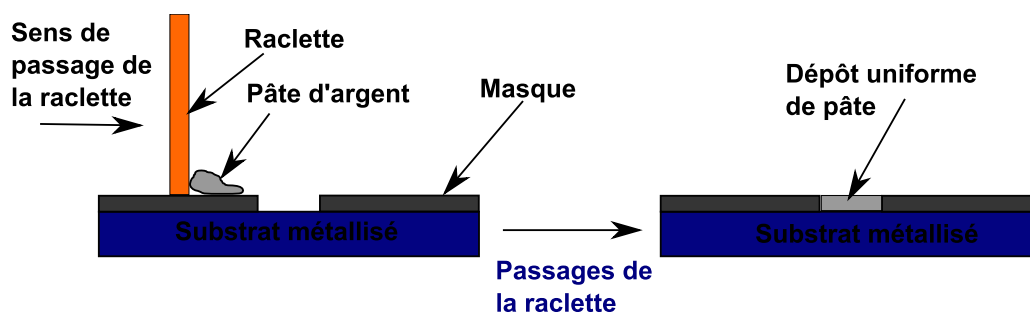 Sens de
passage de
la raclette
Raclette
Pâte d'argent
Masque
Substrat métallisé
Passages de
la raclette
Dépôt uniforme
de pâte
Substrat métallisé